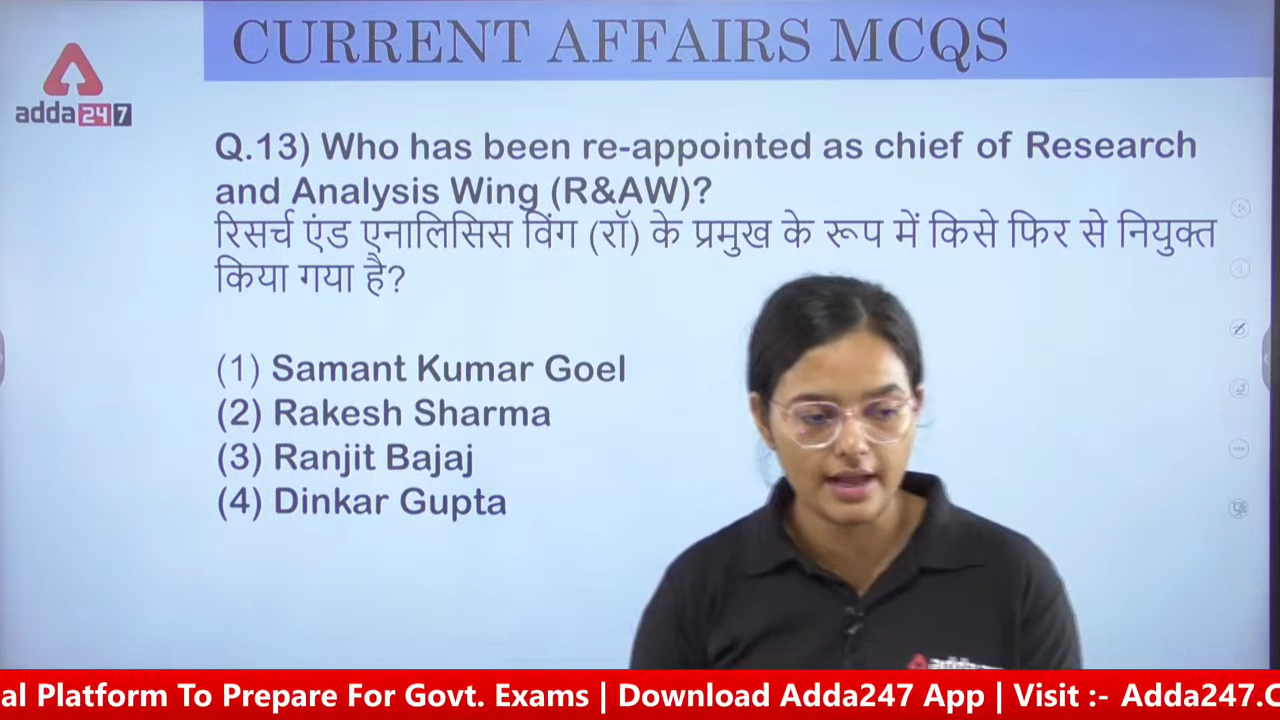 CURRENT AFFAIRS MCQS
adda247
Q.13) Who has been re-appointed as chief of Research
and Analysis Wing (R&AW)?
रिसर्च एंड एनालिसिस विंग (रॉ) के प्रमुख के रूप में किसे फिर से नियुक्त
किया गया है?
(1) Samant Kumar Goel
(2) Rakesh Sharma
(3) Ranjit Bajaj
(4) Dinkar Gupta
al Platform To Prepare For Govt. Exams | Download Adda247 App | Visit :- Adda247.C